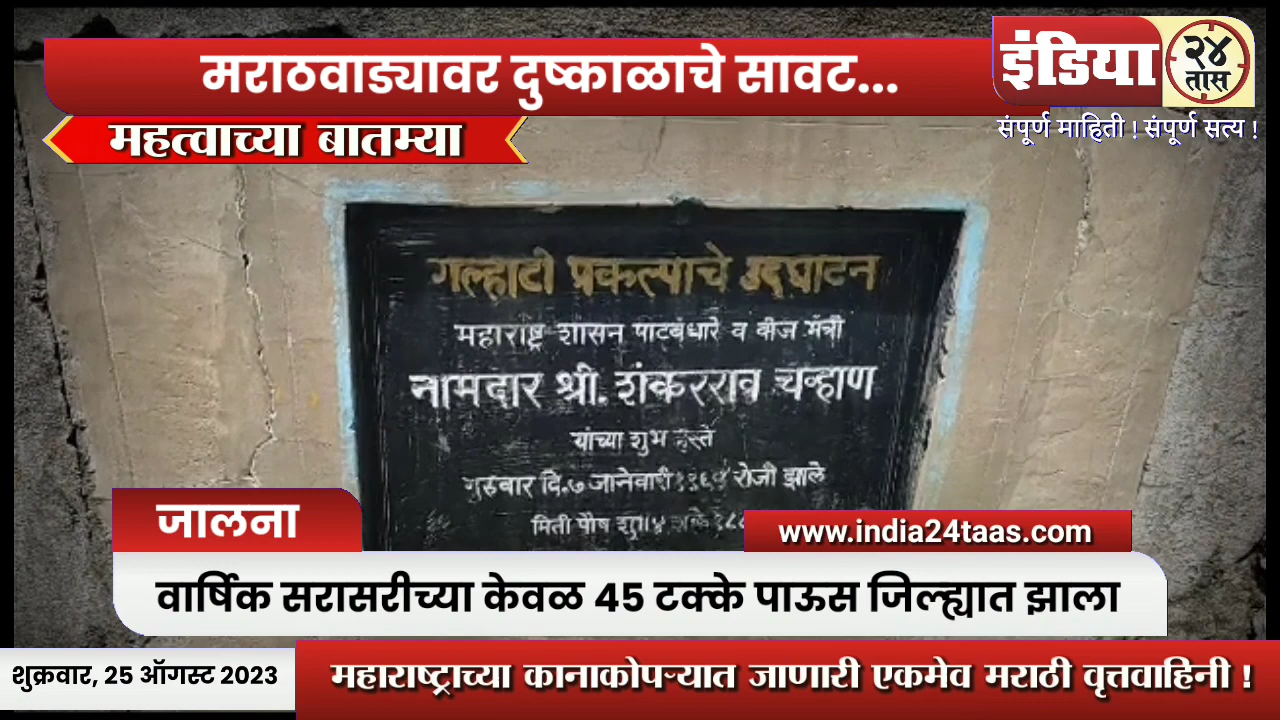 मराठवाड्यावर दुष्काळाचे सावट...
इंडिया २४ तास
संपूर्ण माहिती ! संपूर्ण सत्य !
महत्वाच्या बातम्या
गल्हाटी प्रकल्पाचे उदघाटन
महाराष्ट्र शासन पाटबंधारे व वीज मंत्री
नामदार श्री. शंकरराव चव्हाण
यांच्या शुभ हस्ते
गुरुवार दि.७ जानेवारी रोजी झाले
मिती पौष
जालना
www.india24taas.com
वार्षिक सरासरीच्या केवळ 45 टक्के पाऊस जिल्ह्यात झाला
शुक्रवार, 25 ऑगस्ट 2023
महाराष्ट्राच्या कानाकोपऱ्यात जाणारी एकमेव मराठी वृत्तवाहिनी !